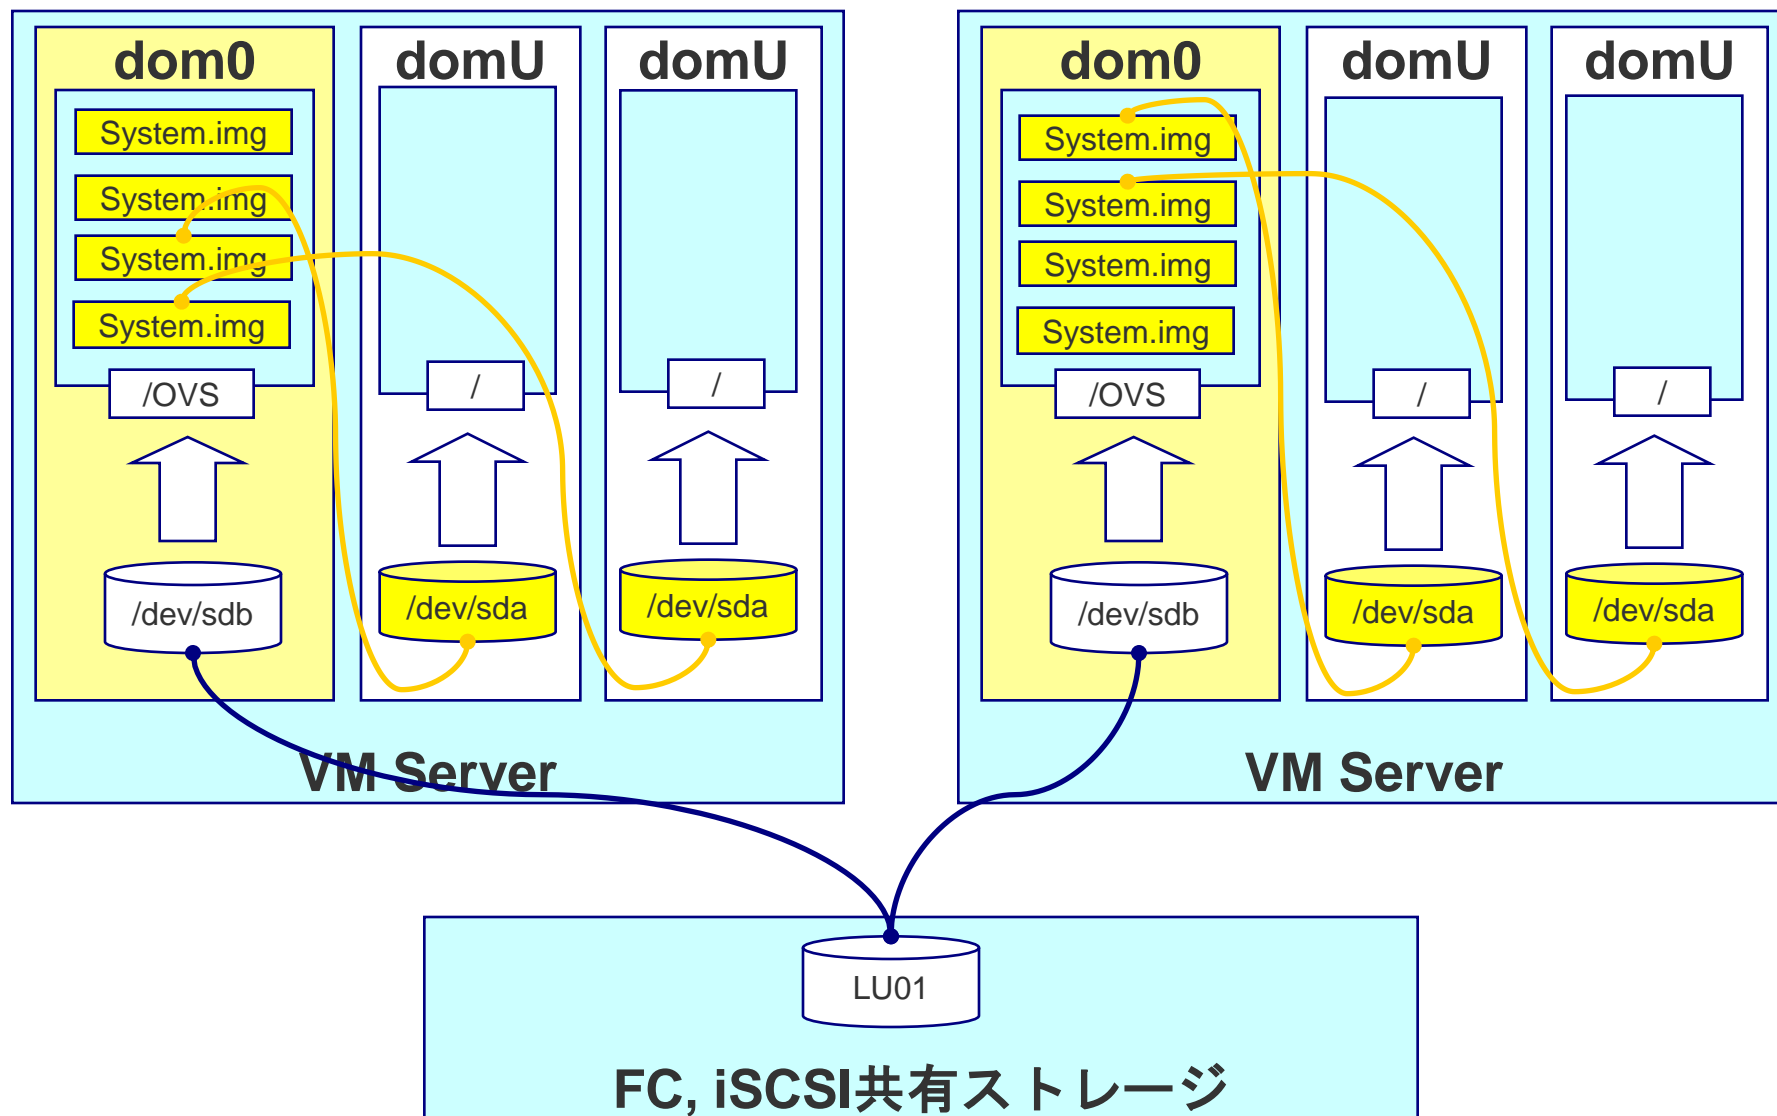 dom0
domU
domU
System.img
System.img
System.img
System.img
/OVS
/
/
/dev/sdb
/dev/sda
/dev/sda
VM Server
dom0
domU
domU
System.img
System.img
System.img
System.img
/OVS
/
/
/dev/sdb
/dev/sda
/dev/sda
VM Server
LU01
FC, iSCSI共有ストレージ